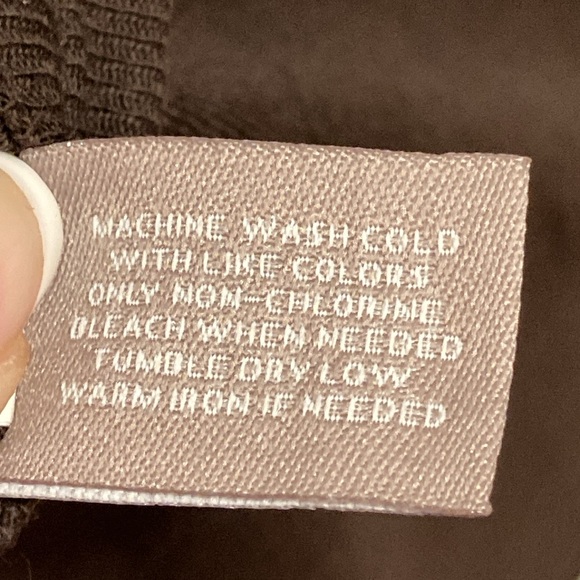 MACHINE WASH COLD
WITH LIKE COLORS
ONLY NON-CHLORINE
BLEACH WHEN NEEDED
TUMBLE DRY LOW
WARM IRON IF NEEDED